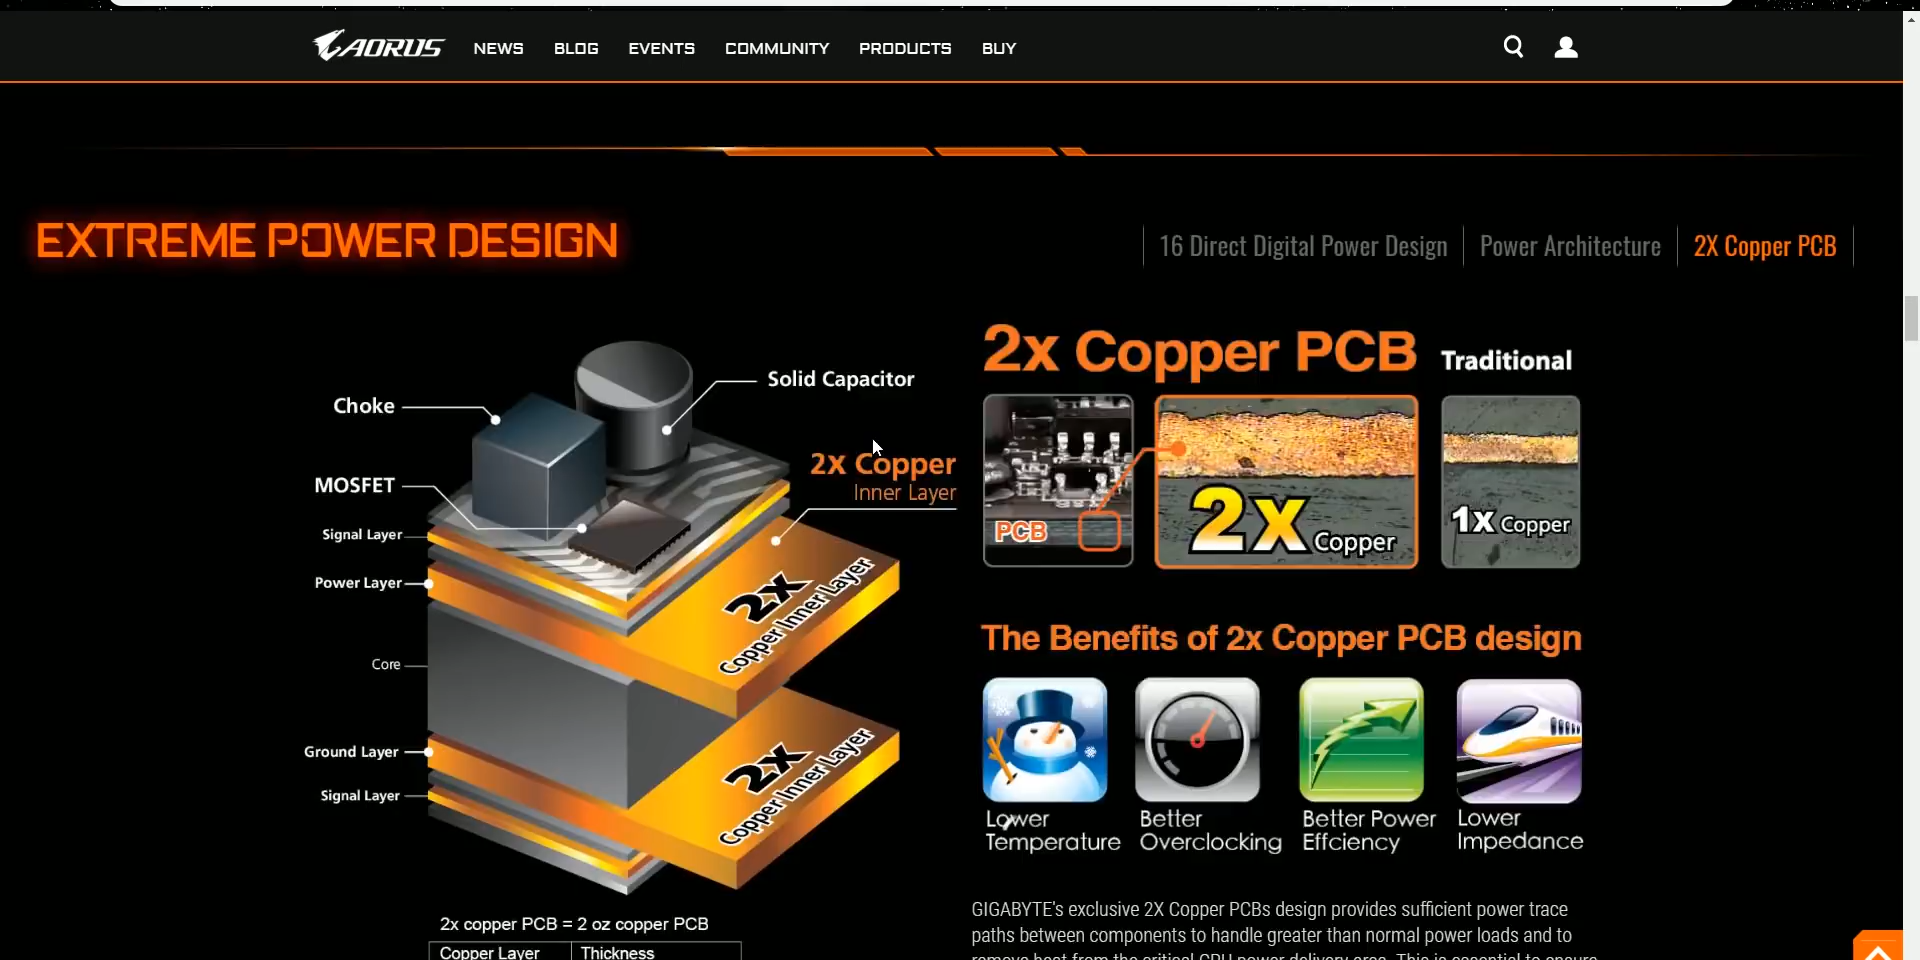 AORUS NEWS BLOG EVENTS COMMUNITY PRODUCTS BUY
EXTREME POWER DESIGN
16 Direct Digital Power Design
Power Architecture
2X Copper PCB
Choke
Solid Capacitor
MOSFET
2x Copper
Inner Layer
Signal Layer
Power Layer
Core
Ground Layer
Signal Layer
2x
Copper Inner Layer
2x
Copper Inner Layer
2x copper PCB = 2 oz copper PCB
Copper Layer Thickness
2x Copper PCB Traditional
PCB
2x Copper
1x Copper
The Benefits of 2x Copper PCB design
Lower
Temperature
Better
Overclocking
Better Power
Effciency
Lower
Impedance
GIGABYTE's exclusive 2X Copper PCBs design provides sufficient power trace
paths between components to handle greater than normal power loads and to